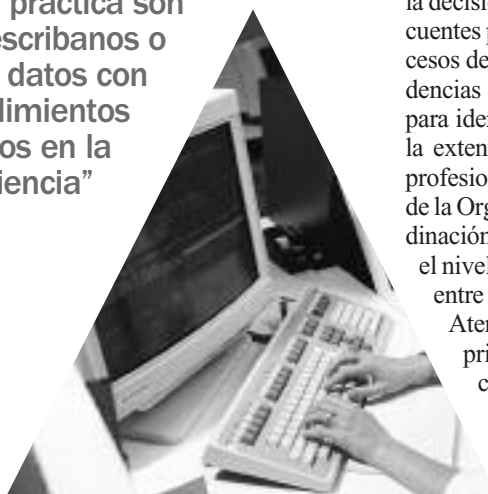 práctica son
escribanos o
datos con
limientos
os en la
iencia”
la decisi
cuentes p
cesos de
dencias
para iden
la exten
profesio
de la Org
dinación
el nivel
entre
Aten
pri
c